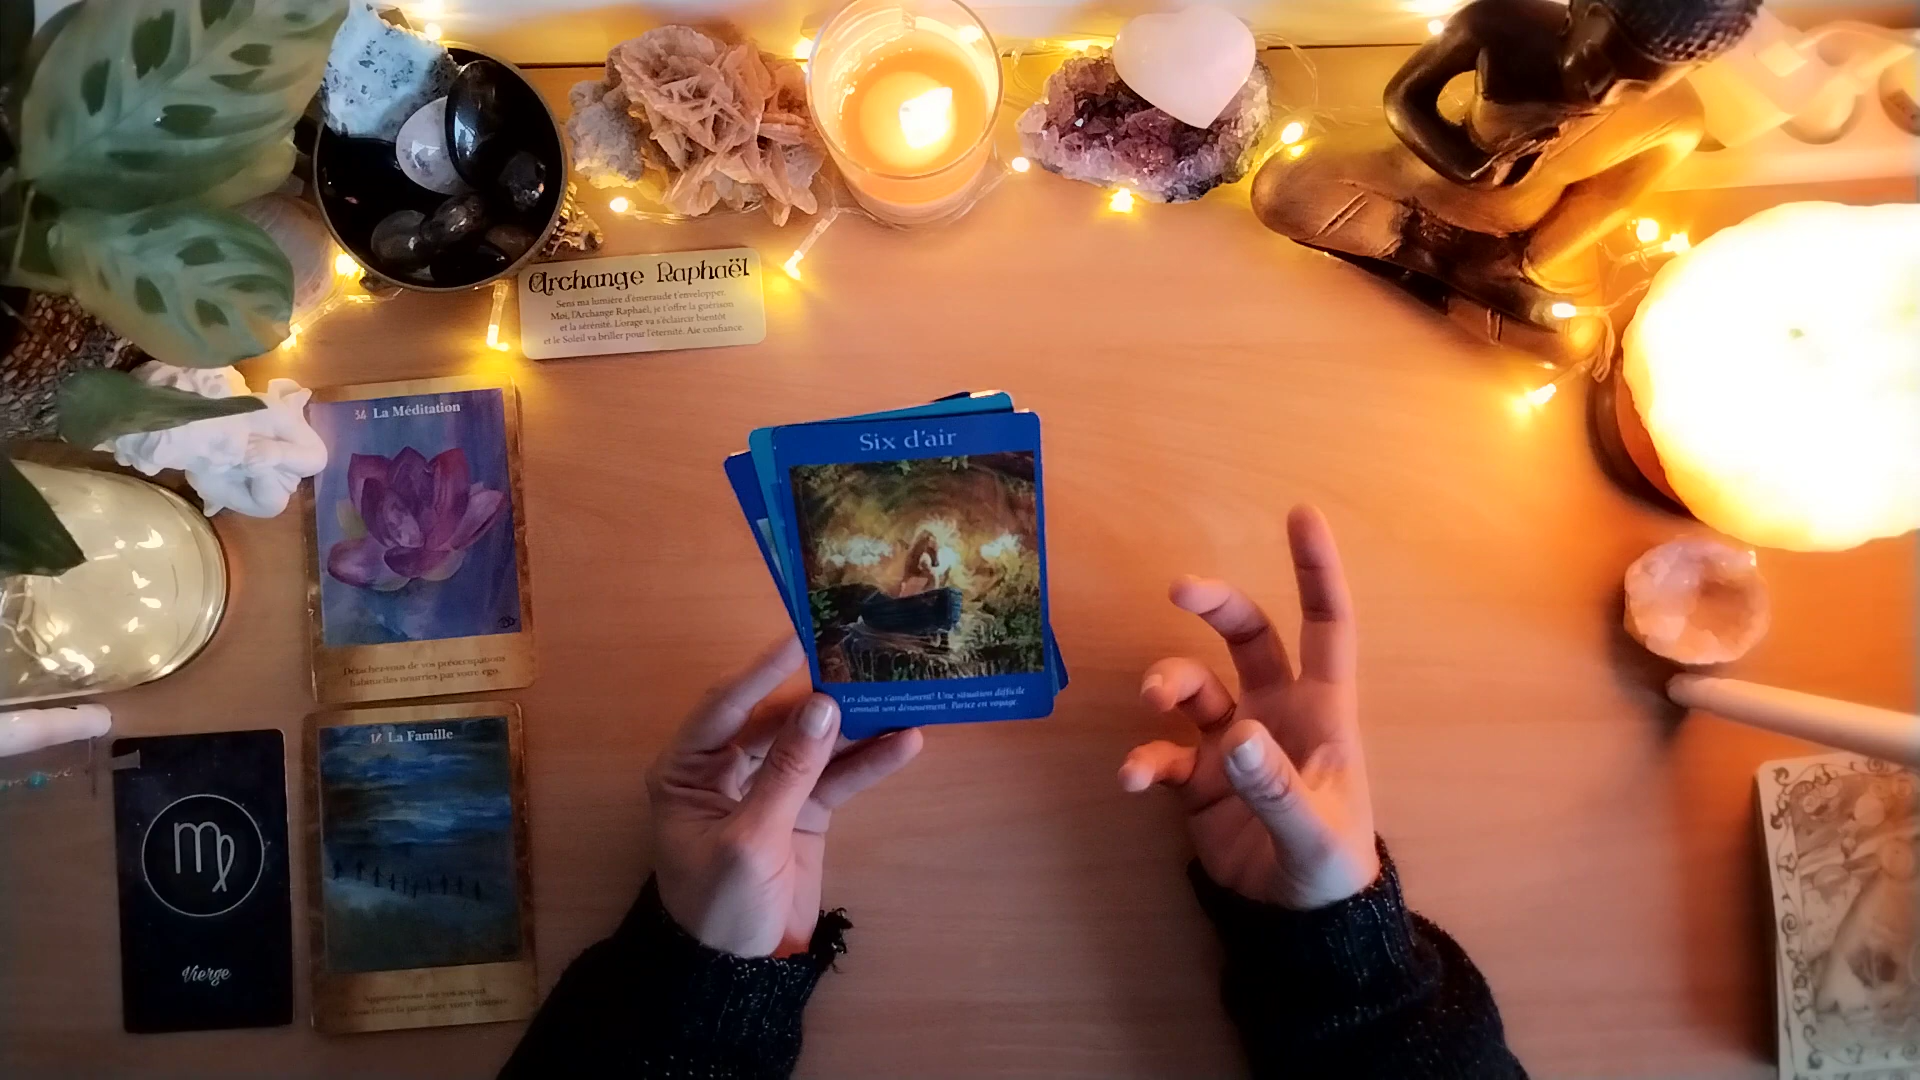 Archange Raphaël
Sens ma lumière d'émeraude t'envelopper.
Moi, l'Archange Raphaël, je t'offre la guérison
et la sérénité. L'orage va s'éclaircir bientôt
et le Soleil va briller pour l'éternité. Aie confiance.
34 La Méditation
Détachez-vous de vos préoccupations
habituelles nourries par votre ego.
Six d'air
Les choses s'améliorent! Une situation difficile
connaît son dénouement. Partez en voyage.
La Famille
votre
Vierge